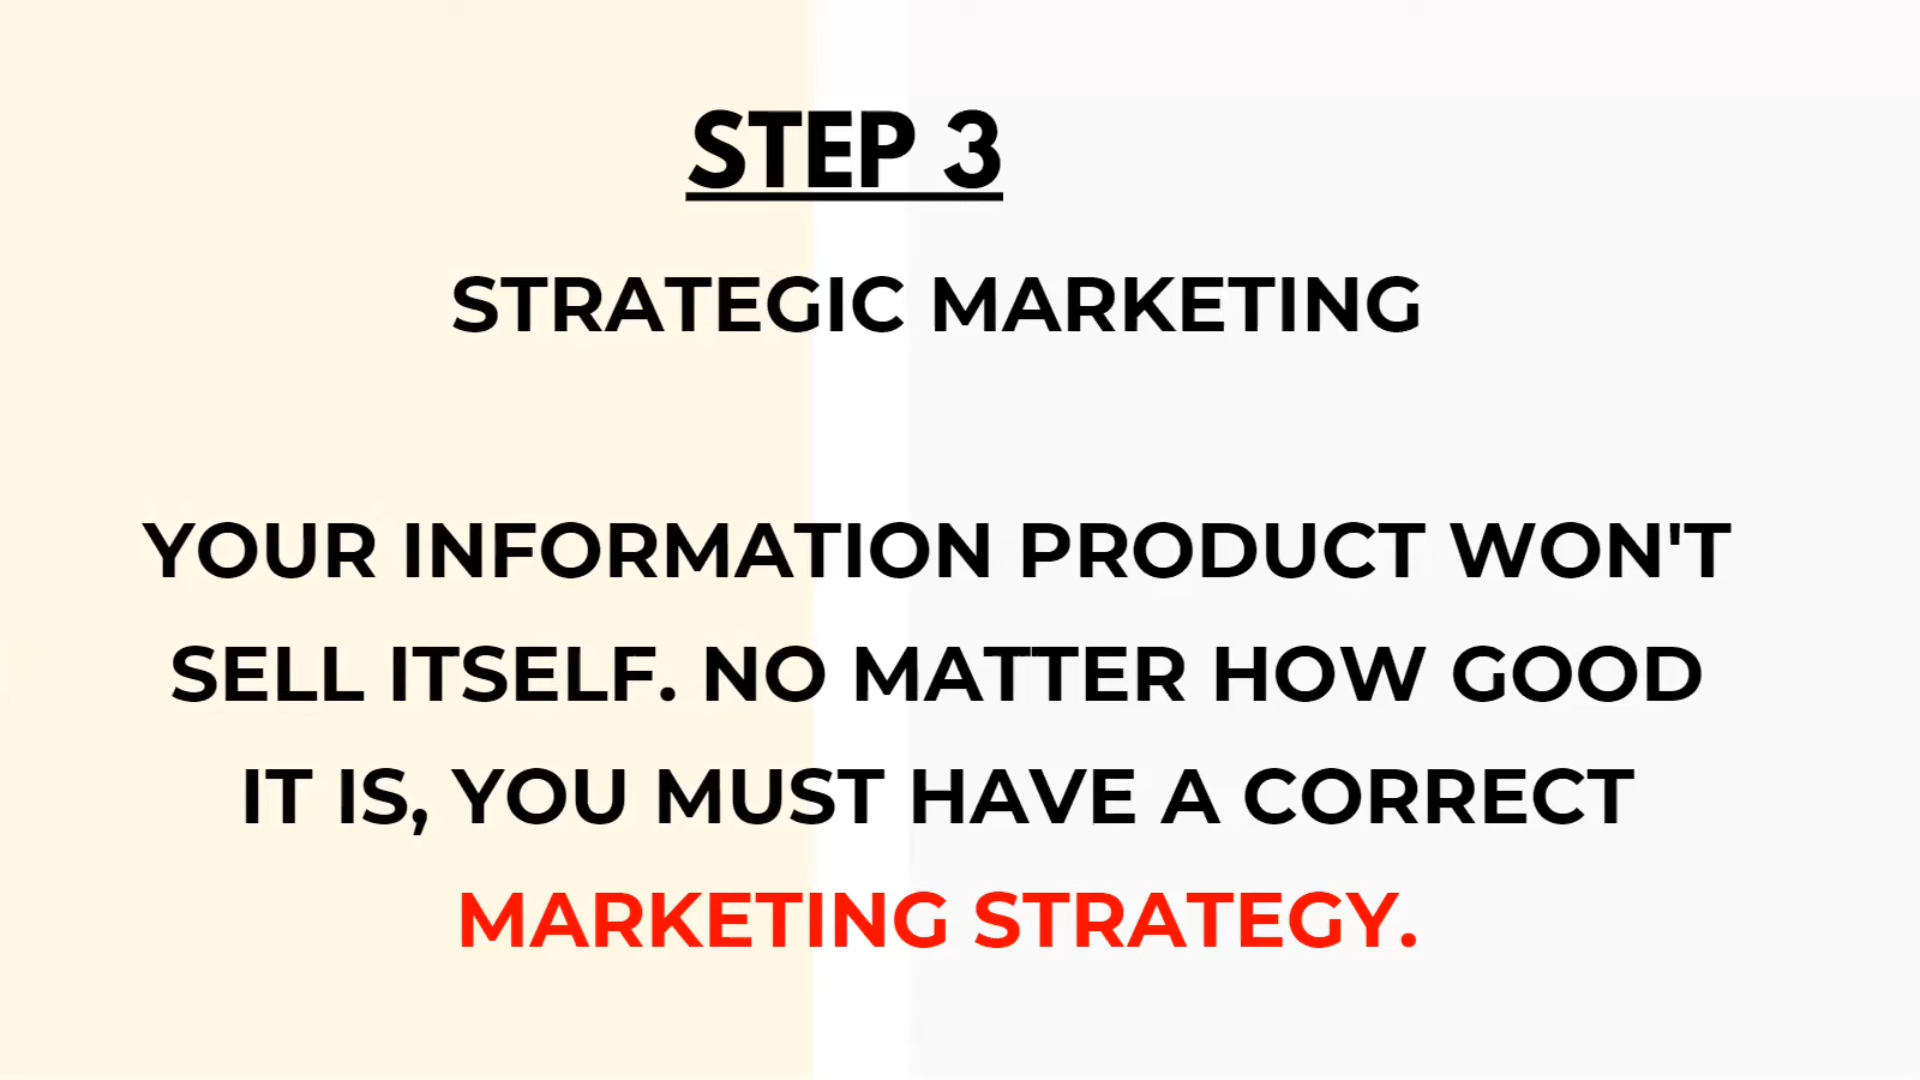 STEP 3
STRATEGIC MARKETING
YOUR INFORMATION PRODUCT WON'T
SELL ITSELF. NO MATTER HOW GOOD
IT IS, YOU MUST HAVE A CORRECT
MARKETING STRATEGY.